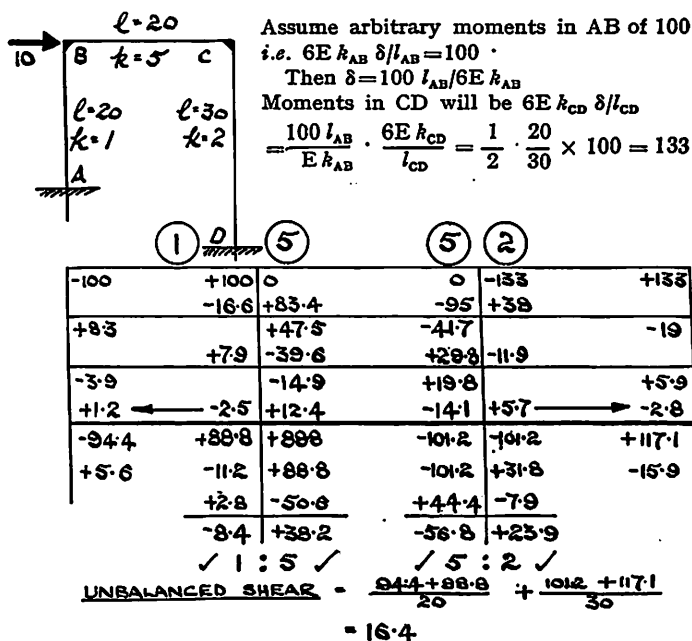 l=20
10
B k=5 C
l=20 l=30
k=1 k=2
A
D
Assume arbitrary moments in AB of 100
i.e. 6E k_AB δ/l_AB=100
Then δ=100 l_AB/6E k_AB
Moments in CD will be 6E k_CD δ/l_CD
= 100 l_AB / E k_AB · 6E k_CD / l_CD = 1/2 · 20/30 × 100 = 133
1 5 5 2
-100 +100 0 0 -133 +133
-16.6 +83.4 -95 +38
+8.3 +47.5 -41.7 -19
+7.9 -39.6 +29.8 -11.9
-3.9 -14.9 +19.8 +5.9
+1.2 ← -2.5 +12.4 -14.1 +5.7 → -2.8
-94.4 +88.8 +888 -101.2 -101.2 +117.1
+5.6 -11.2 +88.8 -101.2 +31.8 -15.9
+2.8 -50.6 +44.4 -7.9
-8.4 +38.2 -56.8 +23.9
✓ 1 : 5 ✓ ✓ 5 : 2 ✓
UNBALANCED SHEAR = 94.4+88.8 / 20 + 101.2 +117.1 / 30
= 16.4